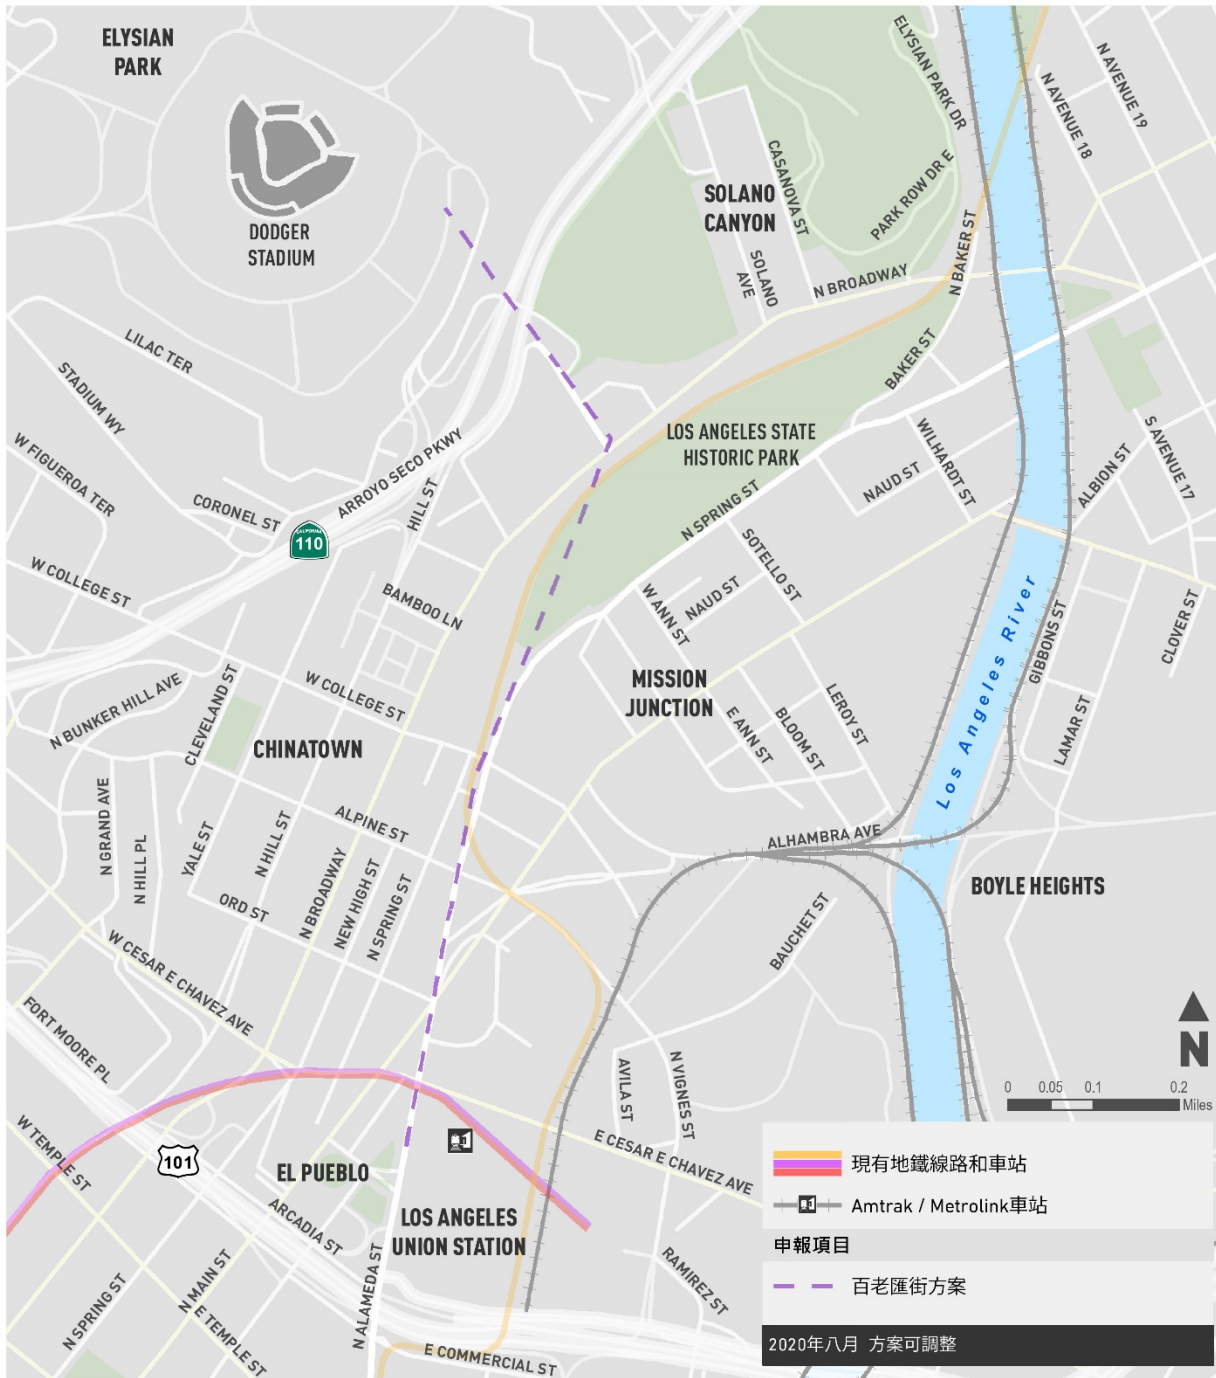 ELYSIAN
PARK
DODGER
STADIUM
ELYSIAN PARK DR
N AVENUE 19
N AVENUE 18
CASANOVA ST
PARK ROW DR E
SOLANO
CANYON
SOLANO
AVE
N BROADWAY
N BAKER ST
BAKER ST
LILAC TER
STADIUM WY
W FIGUEROA TER
CORONEL ST
ARROYO SECO PKWY
HILL ST
CALIFORNIA
110
LOS ANGELES STATE
HISTORIC PARK
WILHARDT ST
NAUD ST
S AVENUE 17
ALBION ST
N SPRING ST
SOTELLO ST
W COLLEGE ST
BAMBOO LN
W ANN ST
NAUD ST
Los Angeles River
GIBBONS ST
CLOVER ST
MISSION
JUNCTION
N BUNKER HILL AVE
CLEVELAND ST
W COLLEGE ST
CHINATOWN
E ANN ST
BLOOM ST
LEROY ST
LAMAR ST
N GRAND AVE
N HILL PL
YALE ST
N HILL ST
ALPINE ST
N BROADWAY
NEW HIGH ST
N SPRING ST
ORD ST
ALHAMBRA AVE
BOYLE HEIGHTS
BAUCHET ST
W CESAR E CHAVEZ AVE
FORT MOORE PL
W TEMPLE ST
101
EL PUEBLO
ARCADIA ST
LOS ANGELES
UNION STATION
AVILA ST
N VIGNES ST
E CESAR E CHAVEZ AVE
RAMIREZ ST
N SPRING ST
N MAIN ST
E TEMPLE ST
N ALAMEDA ST
E COMMERCIAL ST
N
0 0.05 0.1 0.2
Miles
現有地鐵線路和車站
Amtrak / Metrolink車站
申報項目
百老匯街方案
2020年八月 方案可調整